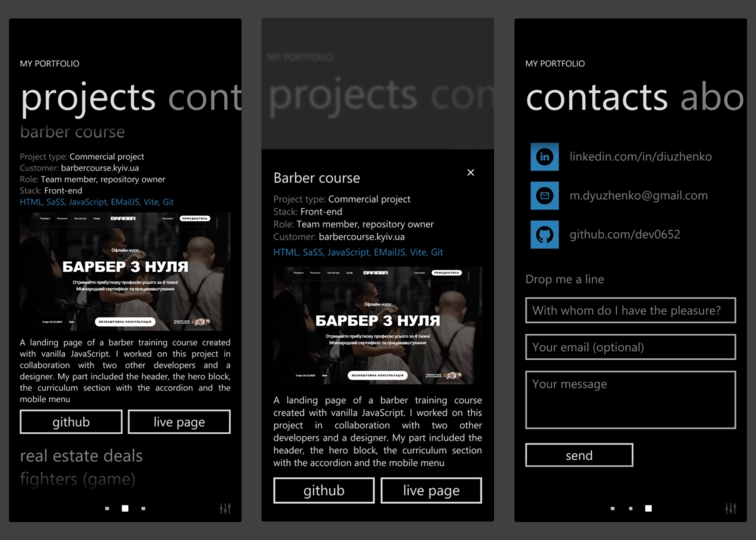 MY PORTFOLIO
projects cont
barber course
Project type: Commercial project
Customer: barbercourse.kyiv.ua
Role: Team member, repository owner
Stack: Front-end
HTML, SaSS, JavaScript, EMailJS, Vite, Git
BARBER
ПРИЄДНАТИСЬ
Офлайн-курс
БАРБЕР З НУЛЯ
Отримайте прибуткову професію усього за 4 тижні
Міжнародний сертифікат та працевлаштування
БЕЗКОШТОВНА КОНСУЛЬТАЦІЯ
A landing page of a barber training course created
with vanilla JavaScript. I worked on this project in
collaboration with two other developers and a
designer. My part included the header, the hero block,
the curriculum section with the accordion and the
mobile menu
github
live page
real estate deals
fighters (game)
MY PORTFOLIO
projects con
Barber course
Project type: Commercial project
Stack: Front-end
Role: Team member, repository owner
Customer: barbercourse.kyiv.ua
HTML, SaSS, JavaScript, EMailJS, Vite, Git
BARBER
ПРИЄДНАТИСЬ
Офлайн-курс
БАРБЕР З НУЛЯ
Отримайте прибуткову професію усього за 4 тижні
Міжнародний сертифікат та працевлаштування
БЕЗКОШТОВНА КОНСУЛЬТАЦІЯ
A landing page of a barber training course
created with vanilla JavaScript. I worked on this
project in collaboration with two other
developers and a designer. My part included the
header, the hero block, the curriculum section
with the accordion and the mobile menu
github
live page
MY PORTFOLIO
contacts abo
in
linkedin.com/in/diuzhenko
m.dyuzhenko@gmail.com
github.com/dev0652
Drop me a line
With whom do I have the pleasure?
Your email (optional)
Your message
send